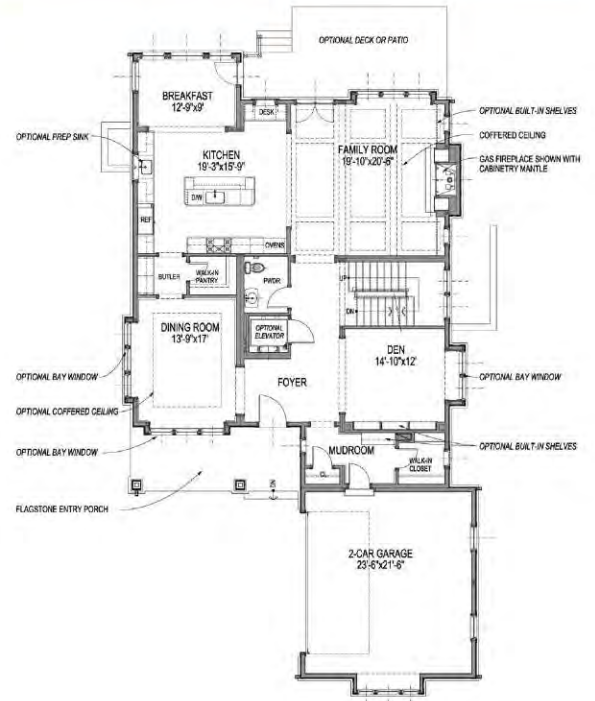 OPTIONAL DECK OR PATIO
BREAKFAST
12'-9"x9'
DESK
OPTIONAL BUILT-IN SHELVES
OPTIONAL PREP SINK
COFFERED CEILING
KITCHEN
19'-3"x15'-9"
FAMILY ROOM
19'-10"x20'-6"
GAS FIREPLACE SHOWN WITH
CABINETRY MANTLE
D/W
REF
OVENS
BUTLER
WALK-IN
PANTRY
PWDR
UP
DN
OPTIONAL
ELEVATOR
DINING ROOM
13'-9"x17'
DEN
14'-10"x12'
OPTIONAL BAY WINDOW
OPTIONAL BAY WINDOW
FOYER
OPTIONAL COFFERED CEILING
OPTIONAL BAY WINDOW
OPTIONAL BUILT-IN SHELVES
MUDROOM
WALK-IN
CLOSET
CL
DN
FLAGSTONE ENTRY PORCH
2-CAR GARAGE
23'-6"x21'-6"